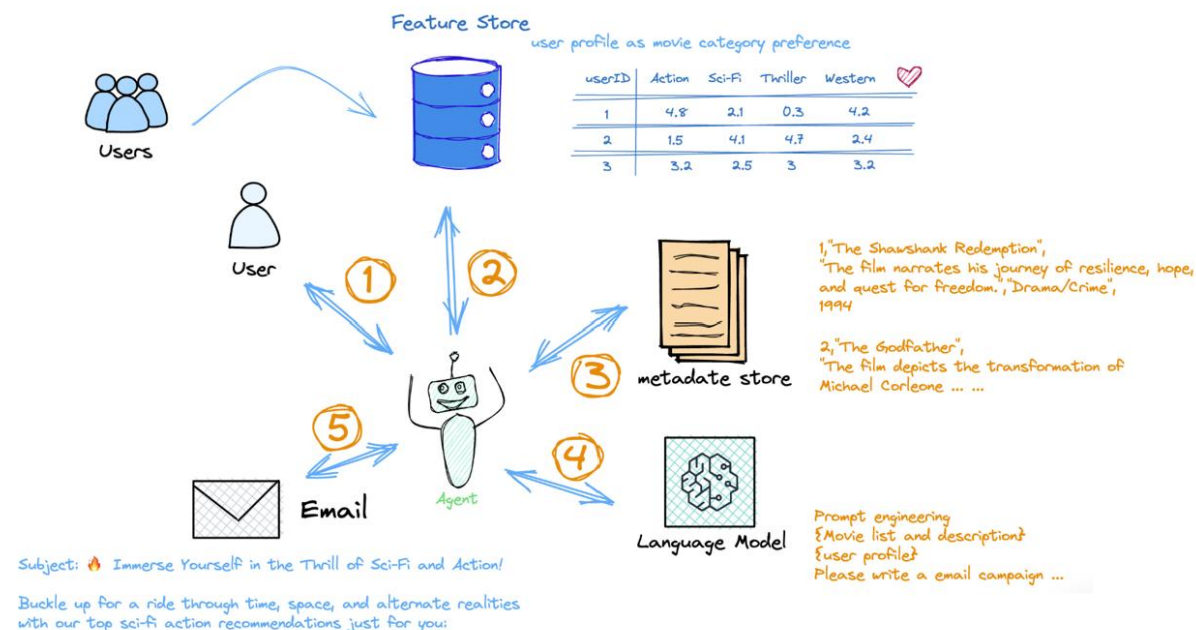 Feature Store
user profile as movie category preference
userID Action Sci-Fi Thriller Western
1 4.8 2.1 0.3 4.2
2 1.5 4.1 4.7 2.4
3 3.2 2.5 3 3.2
Users
User
1
2
3
metadate store
1,"The Shawshank Redemption",
"The film narrates his journey of resilience, hope,
and quest for freedom.","Drama/Crime",
1994
2,"The Godfather",
"The film depicts the transformation of
Michael Corleone ... ...
5
4
Agent
Email
Language Model
Prompt engineering
{Movie list and description}
{user profile}
Please write a email campaign ...
Subject: 🔥 Immerse Yourself in the Thrill of Sci-Fi and Action!
Buckle up for a ride through time, space, and alternate realities
with our top sci-fi action recommendations just for you: